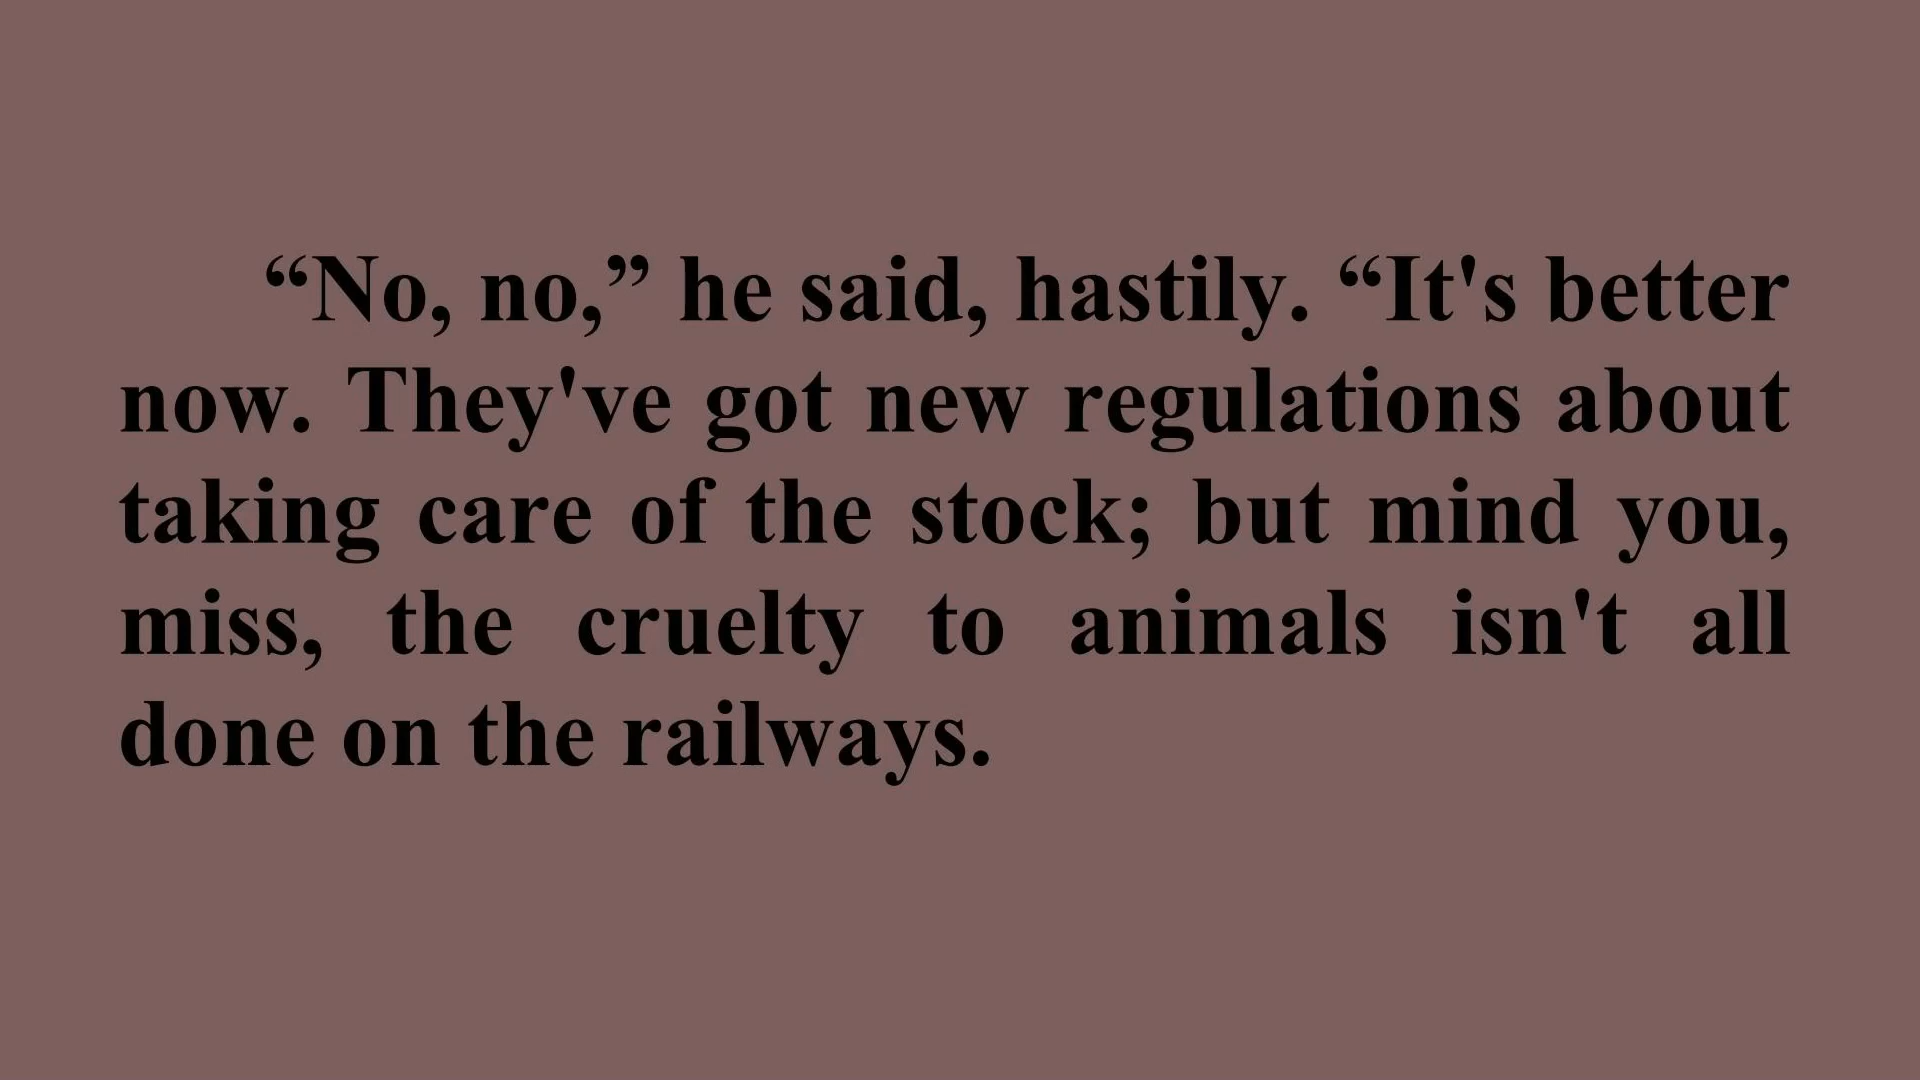 “No, no,” he said, hastily. “It's better
now. They've got new regulations about
taking care of the stock; but mind you,
miss, the cruelty to animals isn't all
done on the railways.